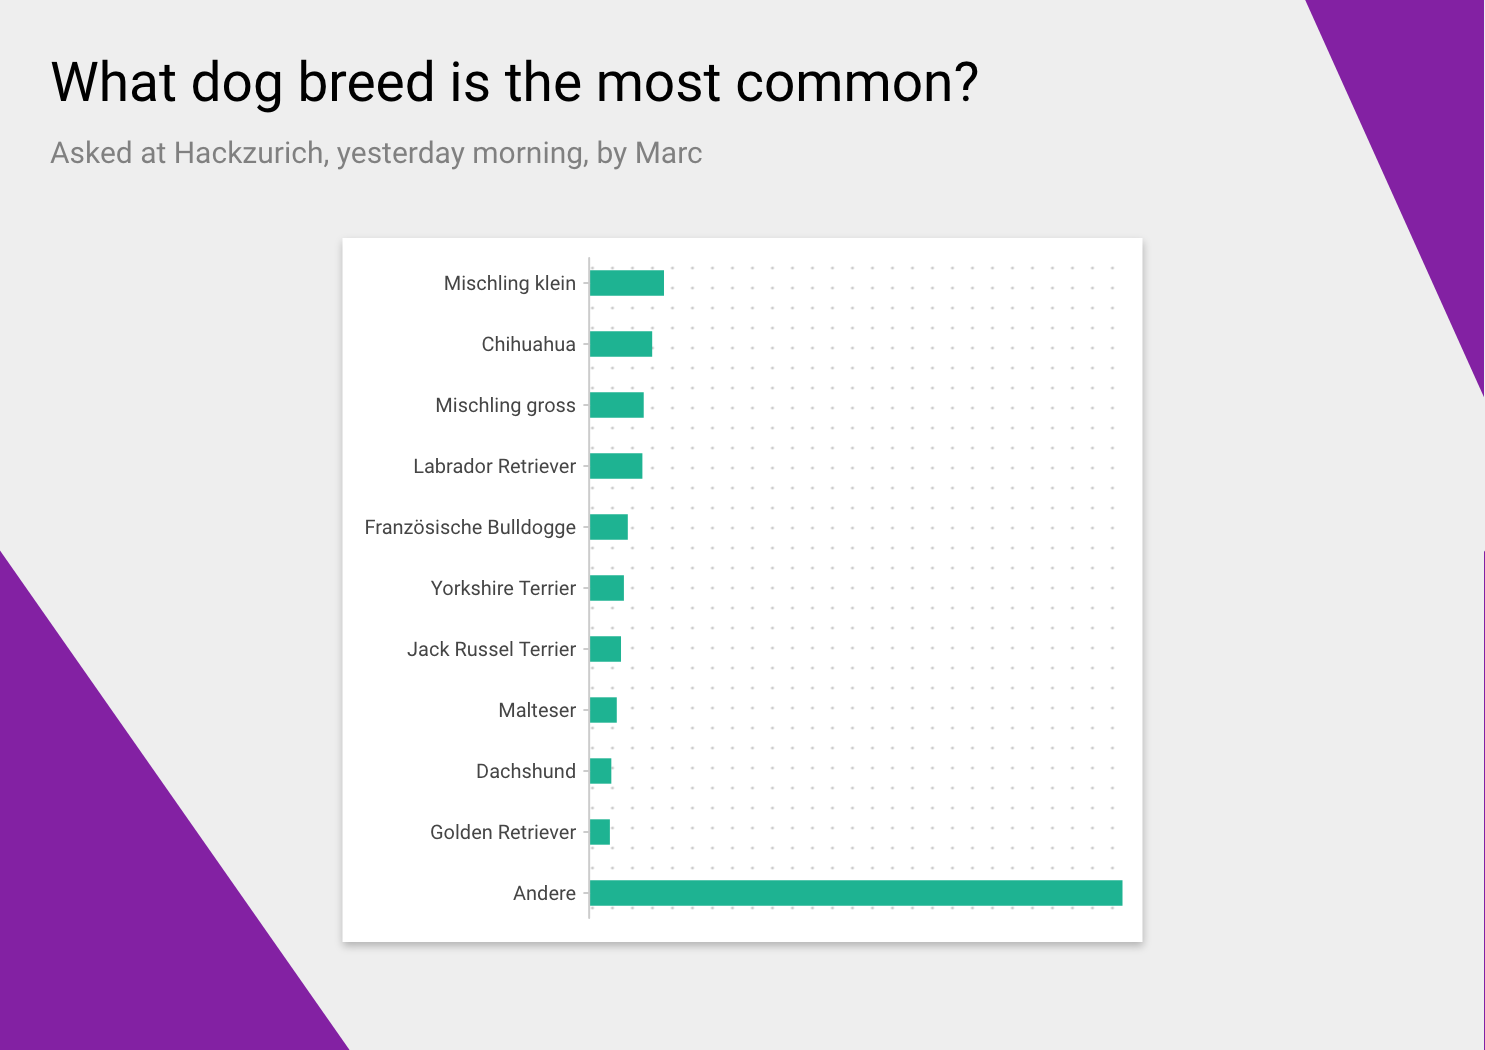 What dog breed is the most common?
Asked at Hackzurich, yesterday morning, by Marc
Mischling klein
Chihuahua
Mischling gross
Labrador Retriever
Französische Bulldogge
Yorkshire Terrier
Jack Russel Terrier
Malteser
Dachshund
Golden Retriever
Andere